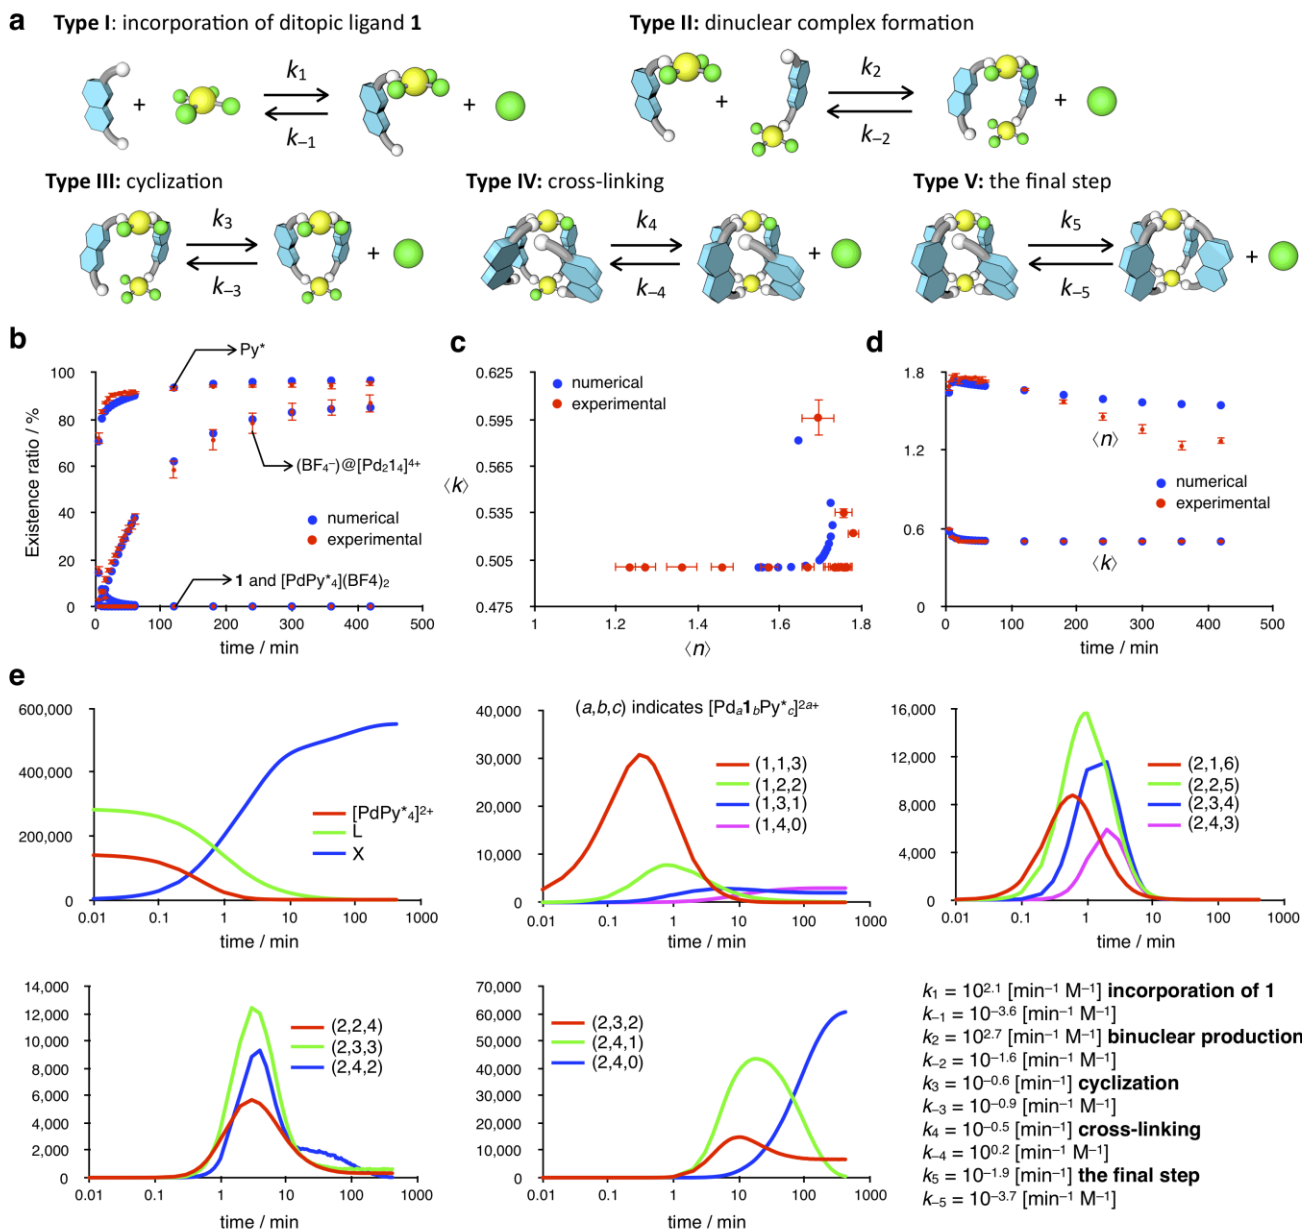 a
Type I: incorporation of ditopic ligand 1
Type II: dinuclear complex formation
k1
k–1
+
+
k2
k–2
+
+
Type III: cyclization
Type IV: cross-linking
Type V: the final step
k3
k–3
+
k4
k–4
+
k5
k–5
+
b
Py*
100
80
60
40
20
0
Existence ratio / %
(BF4–)@[Pd214]4+
numerical
experimental
1 and [PdPy*4](BF4)2
0
100
200
300
400
500
time / min
c
0.625
0.595
0.565
0.535
0.505
0.475
⟨k⟩
numerical
experimental
1
1.2
1.4
1.6
1.8
⟨n⟩
d
1.8
1.2
0.6
0
⟨n⟩
numerical
experimental
⟨k⟩
0
100
200
300
400
500
time / min
e
600,000
400,000
200,000
0
[PdPy*4]2+
L
X
0.01
0.1
1
10
100
1000
time / min
(a,b,c) indicates [Pda1bPy*c]2a+
40,000
30,000
20,000
10,000
0
(1,1,3)
(1,2,2)
(1,3,1)
(1,4,0)
0.01
0.1
1
10
100
1000
time / min
16,000
12,000
8,000
4,000
0
(2,1,6)
(2,2,5)
(2,3,4)
(2,4,3)
0.01
0.1
1
10
100
1000
time / min
14,000
12,000
10,000
8,000
6,000
4,000
2,000
0
(2,2,4)
(2,3,3)
(2,4,2)
0.01
0.1
1
10
100
1000
time / min
70,000
60,000
50,000
40,000
30,000
20,000
10,000
0
(2,3,2)
(2,4,1)
(2,4,0)
0.01
0.1
1
10
100
1000
time / min
k1 = 10^2.1 [min–1 M–1] incorporation of 1
k–1 = 10^–3.6 [min–1 M–1]
k2 = 10^2.7 [min–1 M–1] binuclear production
k–2 = 10^–1.6 [min–1 M–1]
k3 = 10^–0.6 [min–1] cyclization
k–3 = 10^–0.9 [min–1 M–1]
k4 = 10^–0.5 [min–1] cross-linking
k–4 = 10^0.2 [min–1 M–1]
k5 = 10^–1.9 [min–1] the final step
k–5 = 10^–3.7 [min–1 M–1]